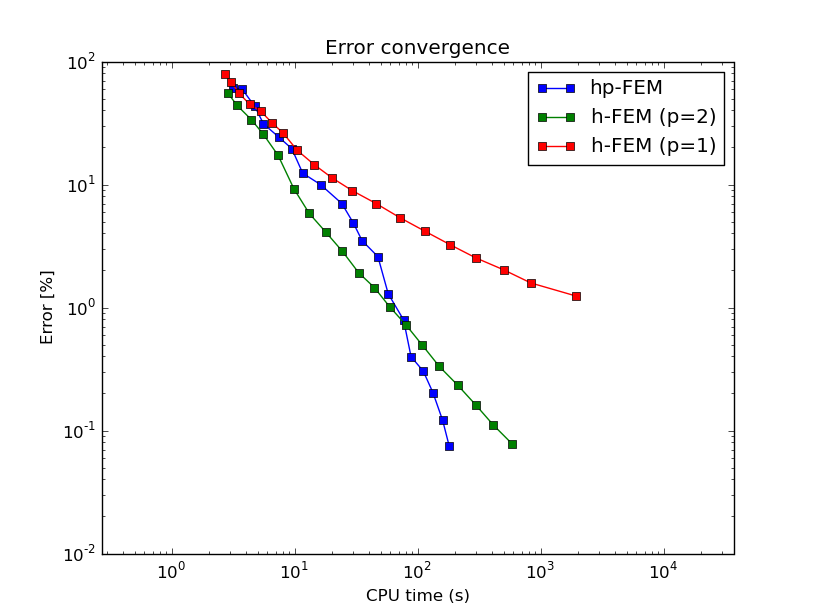 Error convergence
hp-FEM
h-FEM (p=2)
h-FEM (p=1)
Error [%]
10^2
10^1
10^0
10^-1
10^-2
10^0 10^1 10^2 10^3 10^4
CPU time (s)